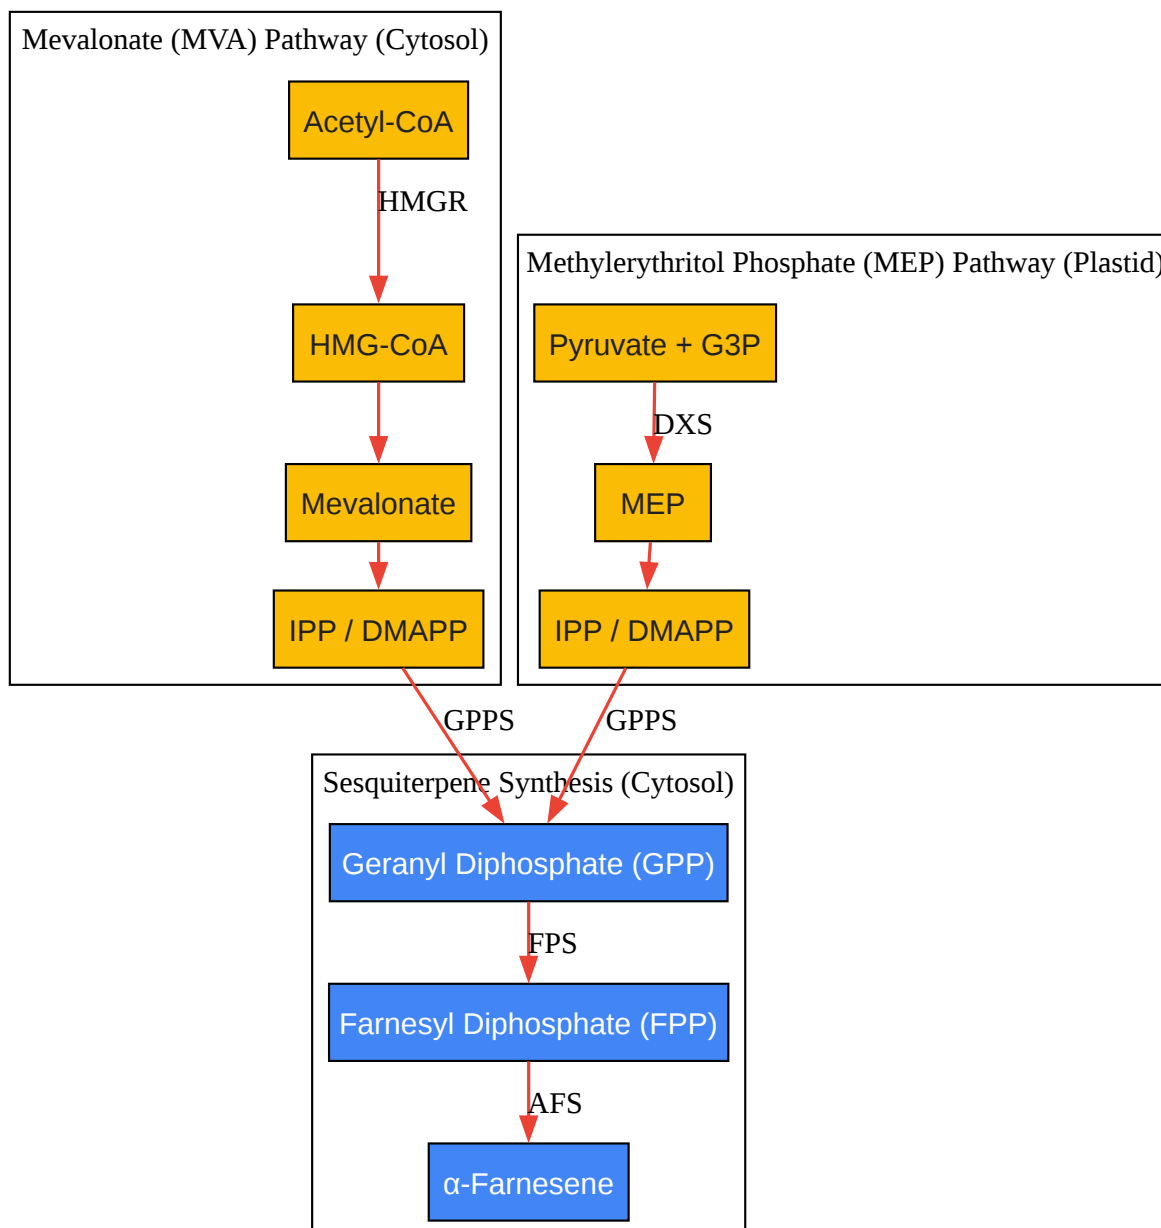 Mevalonate (MVA) Pathway (Cytosol)
Acetyl-CoA
HMGR
HMG-CoA
Mevalonate
IPP / DMAPP
Methylerythritol Phosphate (MEP) Pathway (Plastid)
Pyruvate + G3P
DXS
MEP
IPP / DMAPP
GPPS
GPPS
Sesquiterpene Synthesis (Cytosol)
Geranyl Diphosphate (GPP)
FPS
Farnesyl Diphosphate (FPP)
AFS
α-Farnesene